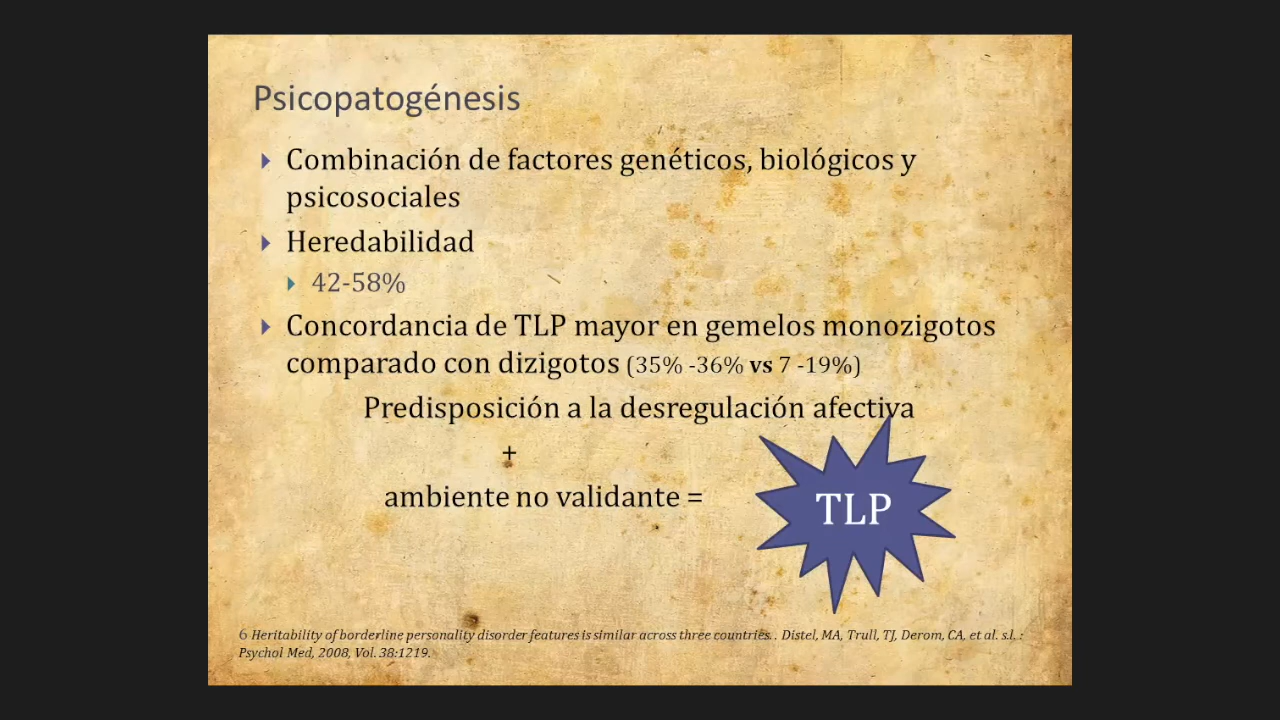 Psicopatogénesis
Combinación de factores genéticos, biológicos y
psicosociales
Heredabilidad
42-58%
Concordancia de TLP mayor en gemelos monozigotos
comparado con dizigotos (35% -36% vs 7 -19%)
Predisposición a la desregulación afectiva
+
ambiente no validante =
TLP
6 Heritability of borderline personality disorder features is similar across three countries. . Distel, MA, Trull, TJ, Derom, CA, et al. s.l. :
Psychol Med, 2008, Vol. 38:1219.